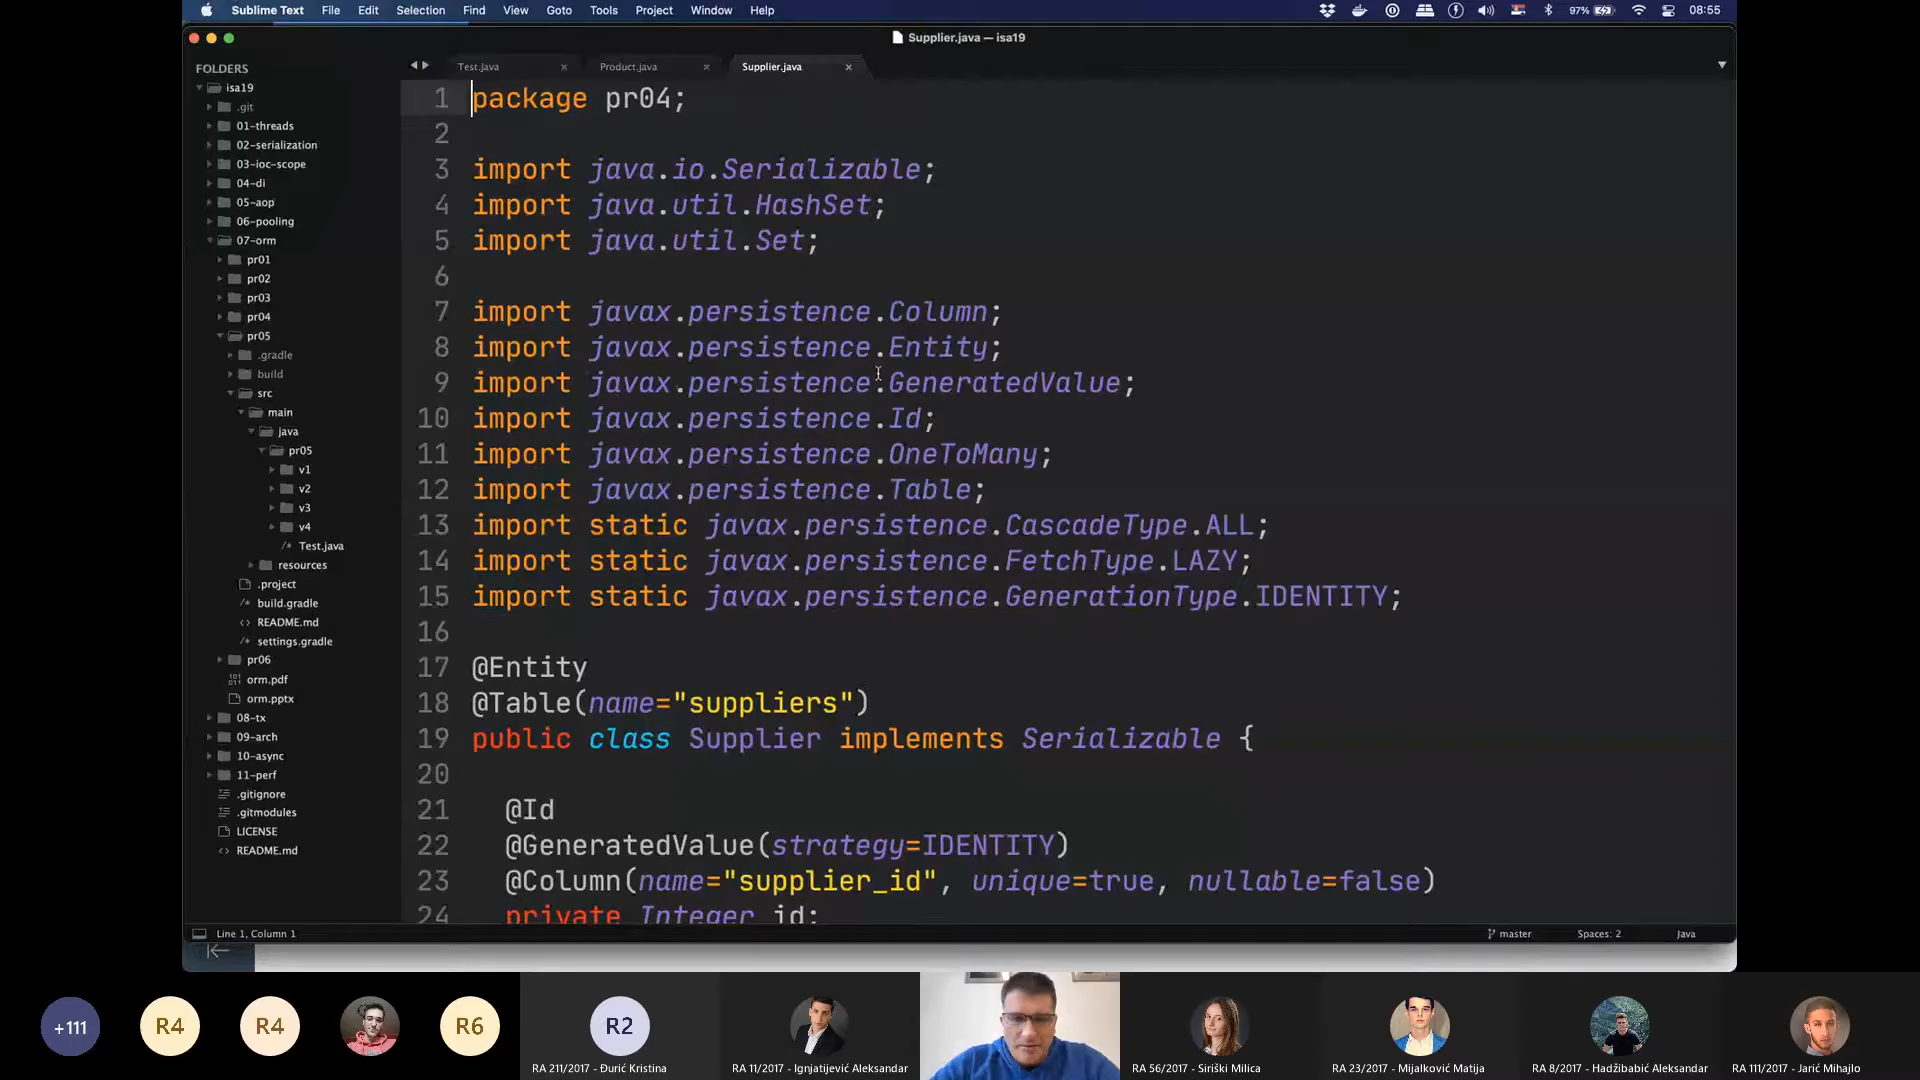 Sublime Text File Edit Selection Find View Goto Tools Project Window Help 97% 08:55
Supplier.java — isa19
FOLDERS
isa19
.git
01-threads
02-serialization
03-ioc-scope
04-di
05-aop
06-pooling
07-orm
pr01
pr02
pr03
pr04
pr05
.gradle
build
src
main
java
pr05
v1
v2
v3
v4
Test.java
resources
.project
build.gradle
README.md
settings.gradle
pr06
orm.pdf
orm.pptx
08-tx
09-arch
10-async
11-perf
.gitignore
.gitmodules
LICENSE
README.md
Test.java Product.java Supplier.java
1 package pr04;
2
3 import java.io.Serializable;
4 import java.util.HashSet;
5 import java.util.Set;
6
7 import javax.persistence.Column;
8 import javax.persistence.Entity;
9 import javax.persistence.GeneratedValue;
10 import javax.persistence.Id;
11 import javax.persistence.OneToMany;
12 import javax.persistence.Table;
13 import static javax.persistence.CascadeType.ALL;
14 import static javax.persistence.FetchType.LAZY;
15 import static javax.persistence.GenerationType.IDENTITY;
16
17 @Entity
18 @Table(name="suppliers")
19 public class Supplier implements Serializable {
20
21 @Id
22 @GeneratedValue(strategy=IDENTITY)
23 @Column(name="supplier_id", unique=true, nullable=false)
24 private Integer id;
Line 1, Column 1 master Spaces: 2 Java
+111 R4 R4 R6 R2
RA 211/2017 - Đurić Kristina RA 11/2017 - Ignjatijević Aleksandar RA 56/2017 - Siriški Milica RA 23/2017 - Mijalković Matija RA 8/2017 - Hadžibabić Aleksandar RA 111/2017 - Jarić Mihajlo